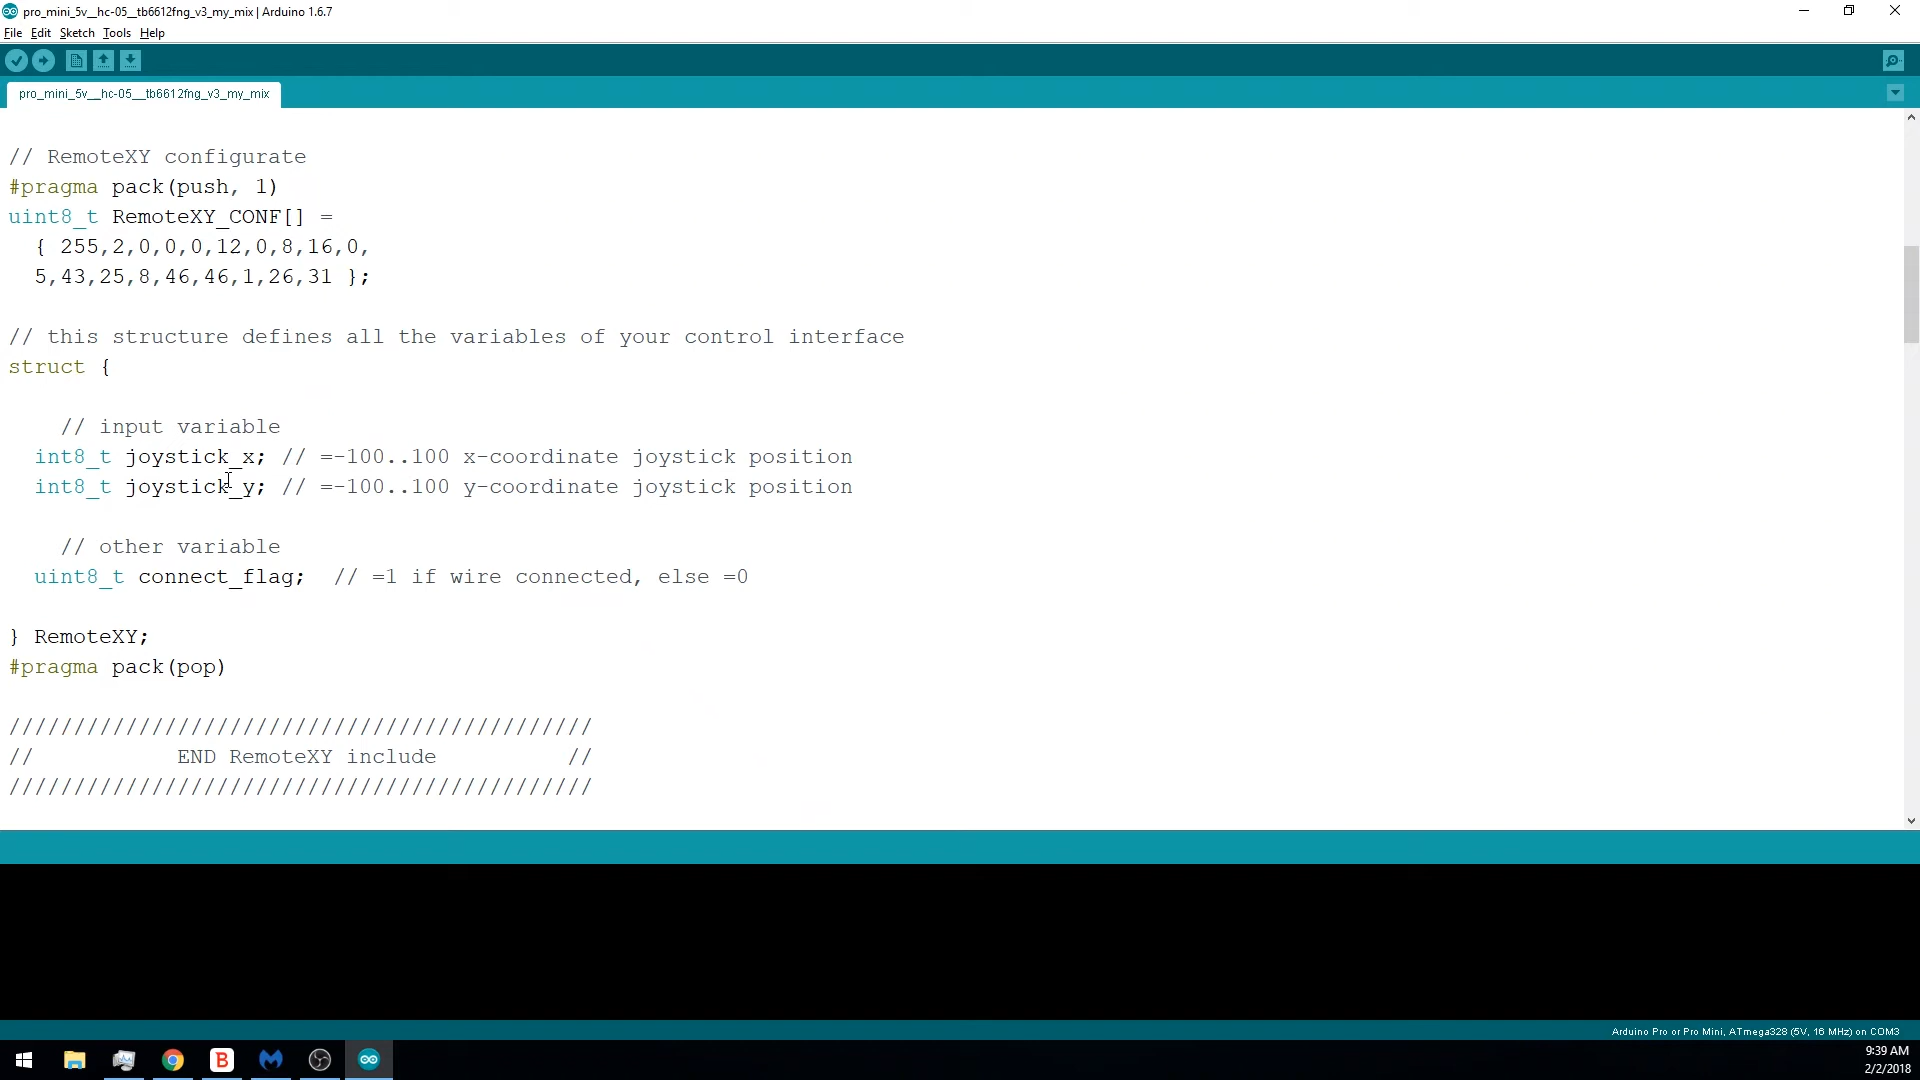 pro_mini_5v__hc-05__tb6612fng_v3_my_mix | Arduino 1.6.7
File Edit Sketch Tools Help
pro_mini_5v__hc-05__tb6612fng_v3_my_mix
// RemoteXY configurate
#pragma pack(push, 1)
uint8_t RemoteXY_CONF[] =
{ 255,2,0,0,0,12,0,8,16,0,
5,43,25,8,46,46,1,26,31 };
// this structure defines all the variables of your control interface
struct {
// input variable
int8_t joystick_x; // =-100..100 x-coordinate joystick position
int8_t joystick_y; // =-100..100 y-coordinate joystick position
// other variable
uint8_t connect_flag; // =1 if wire connected, else =0
} RemoteXY;
#pragma pack(pop)
/////////////////////////////////////////////
// END RemoteXY include //
/////////////////////////////////////////////
Arduino Pro or Pro Mini, ATmega328 (5V, 16 MHz) on COM3
B
9:39 AM
2/2/2018